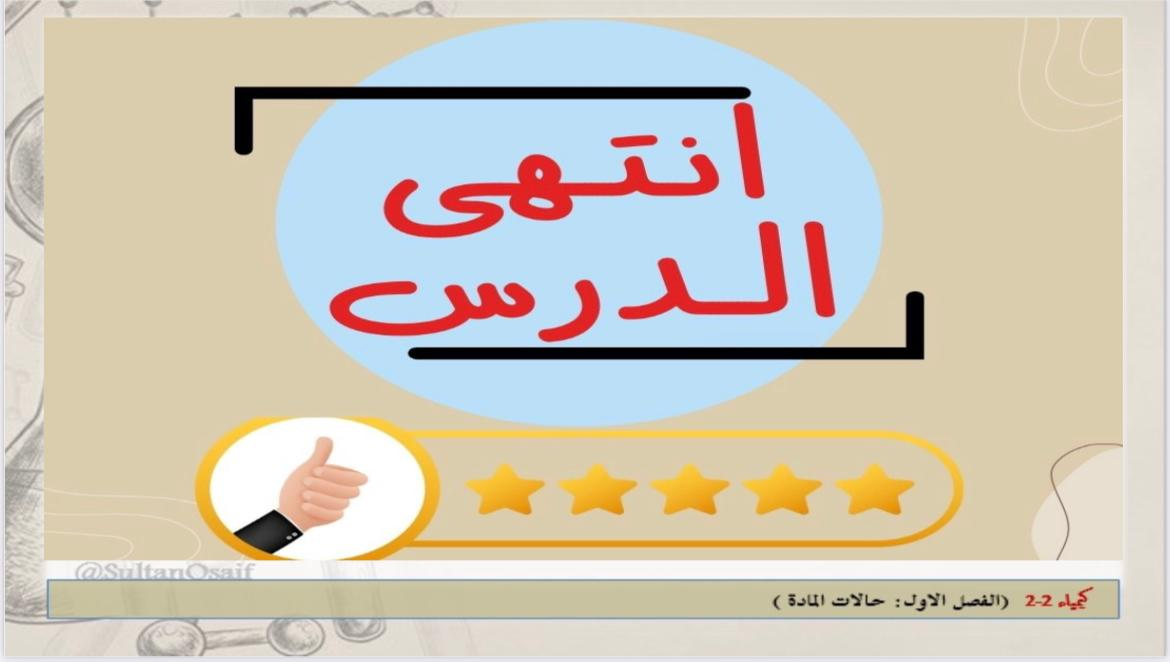 انتهى
الدرس
@SultanOsaif
كيمياء 2-2 (الفصل الاول: حالات المادة )